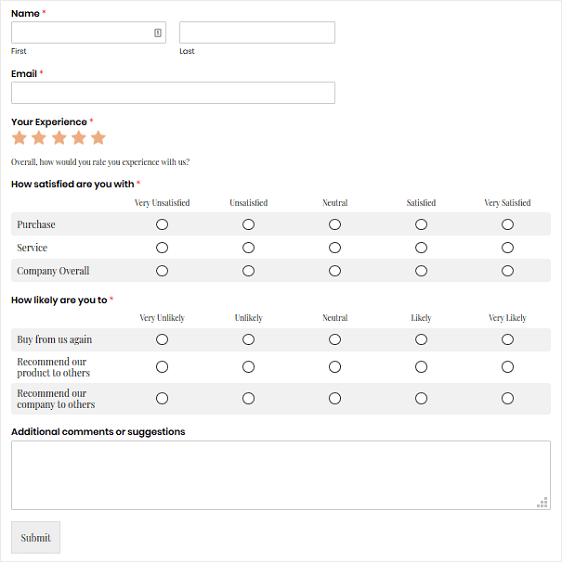 Name *
First Last
Email *
Your Experience *
Overall, how would you rate you experience with us?
How satisfied are you with *
Very Unsatisfied Unsatisfied Neutral Satisfied Very Satisfied
Purchase
Service
Company Overall
How likely are you to *
Very Unlikely Unlikely Neutral Likely Very Likely
Buy from us again
Recommend our
product to others
Recommend our
company to others
Additional comments or suggestions
Submit